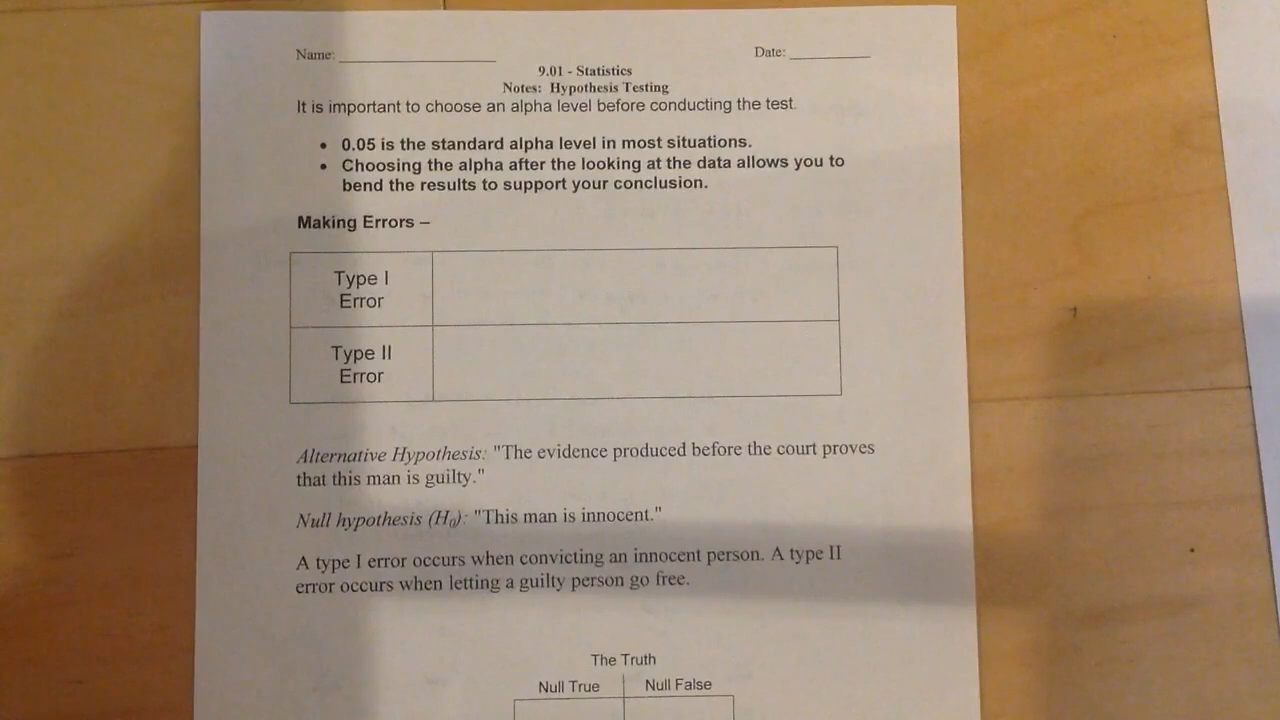 Name: ____________ Date: ________
9.01 - Statistics
Notes: Hypothesis Testing
It is important to choose an alpha level before conducting the test.
• 0.05 is the standard alpha level in most situations.
• Choosing the alpha after the looking at the data allows you to
bend the results to support your conclusion.
Making Errors –
Type I
Error
Type II
Error
Alternative Hypothesis: "The evidence produced before the court proves
that this man is guilty."
Null hypothesis (H₀): "This man is innocent."
A type I error occurs when convicting an innocent person. A type II
error occurs when letting a guilty person go free.
The Truth
Null True Null False